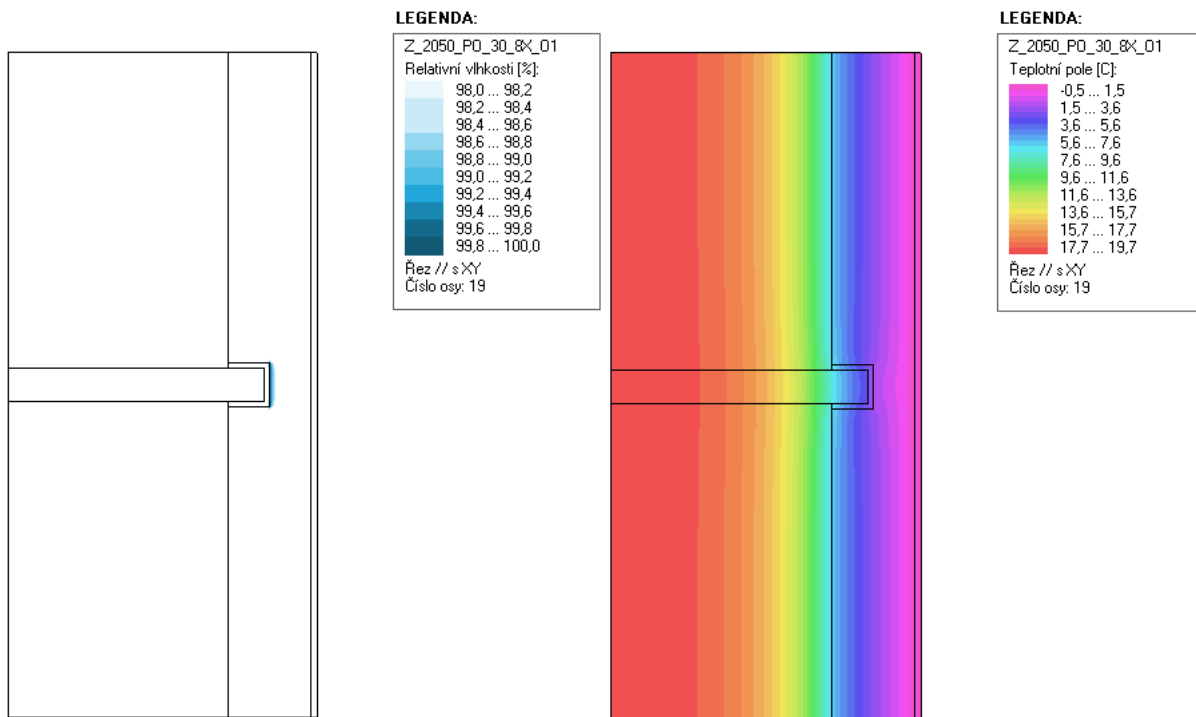 LEGENDA:
Z_2050_P0_30_8X_01
Relativní vlhkosti [%]:
98,0 ... 98,2
98,2 ... 98,4
98,4 ... 98,6
98,6 ... 98,8
98,8 ... 99,0
99,0 ... 99,2
99,2 ... 99,4
99,4 ... 99,6
99,6 ... 99,8
99,8 ... 100,0
Řez // s XY
Číslo osy: 19
LEGENDA:
Z_2050_P0_30_8X_01
Teplotní pole [C]:
-0,5 ... 1,5
1,5 ... 3,6
3,6 ... 5,6
5,6 ... 7,6
7,6 ... 9,6
9,6 ... 11,6
11,6 ... 13,6
13,6 ... 15,7
15,7 ... 17,7
17,7 ... 19,7
Řez // s XY
Číslo osy: 19